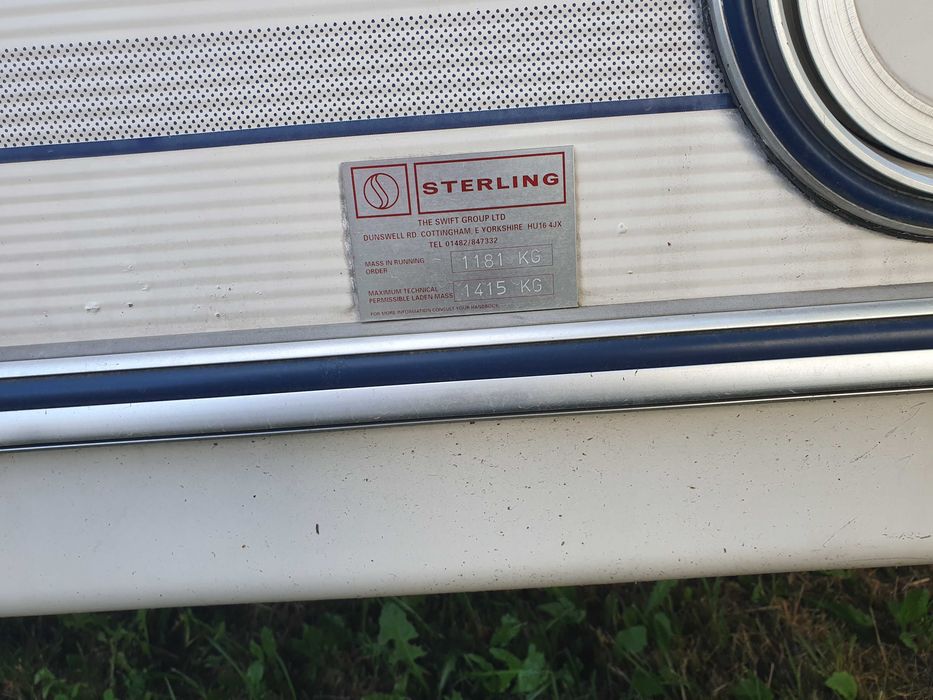 STERLING
THE SWIFT GROUP LTD
DUNSWELL RD. COTTINGHAM. E YORKSHIRE HU16 4JX
TEL 01482/847332
MASS IN RUNNING
ORDER
1181 KG
MAXIMUM TECHNICAL
PERMISSIBLE LADEN MASS
1415 KG
FOR MORE INFORMATION CONSULT YOUR HANDBOOK